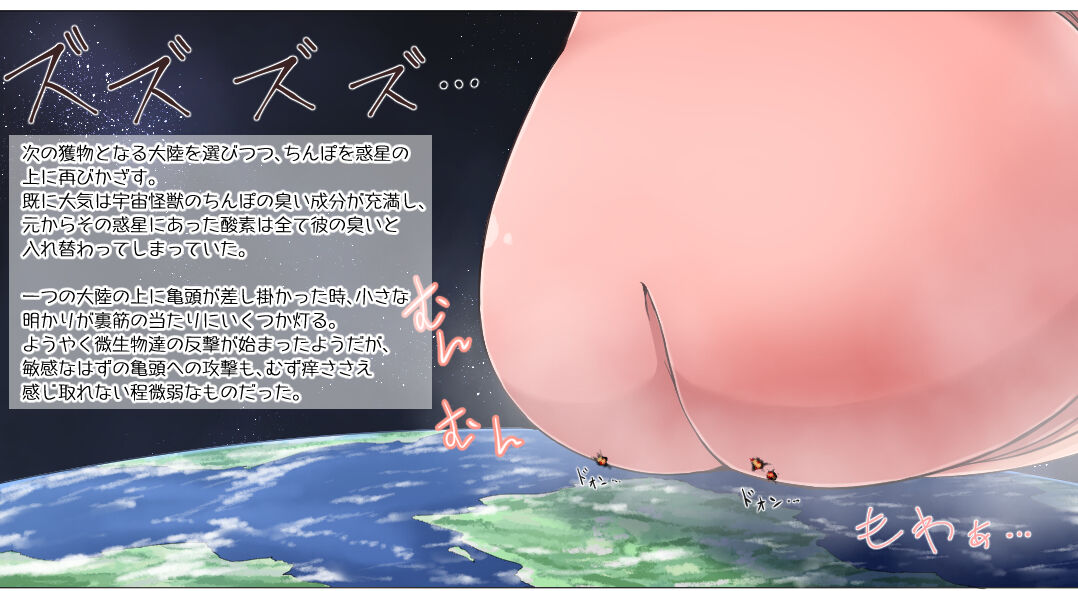 ズズズズ…
次の獲物となる大陸を選びつつ、ちんぽを惑星の
上に再びかざす。
既に大気は宇宙怪獣のちんぽの臭い成分が充満し、
元からその惑星にあった酸素は全て彼の臭いと
入れ替わってしまっていた。
一つの大陸の上に亀頭が差し掛かった時、小さな
明かりが裏筋の当たりにいくつか灯る。
ようやく微生物達の反撃が始まったようだが、
敏感なはずの亀頭への攻撃も、むず痒ささえ
感じ取れない程微弱なものだった。
むん
むん
ドォン…
ドォン…
もわぁ…